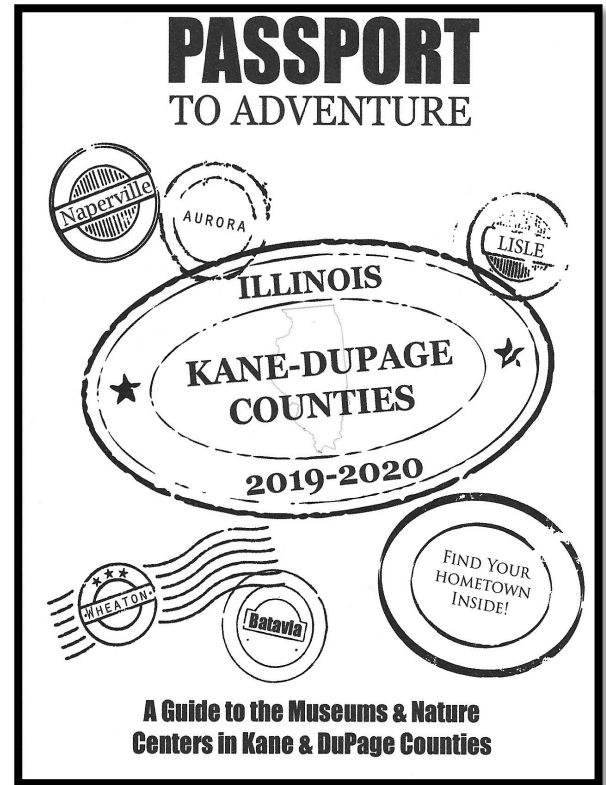 PASSPORT
TO ADVENTURE
Naperville
AURORA
LISLE
ILLINOIS
KANE-DUPAGE
COUNTIES
2019-2020
WHEATON
Batavia
FIND YOUR
HOMETOWN
INSIDE!
A Guide to the Museums & Nature
Centers in Kane & DuPage Counties